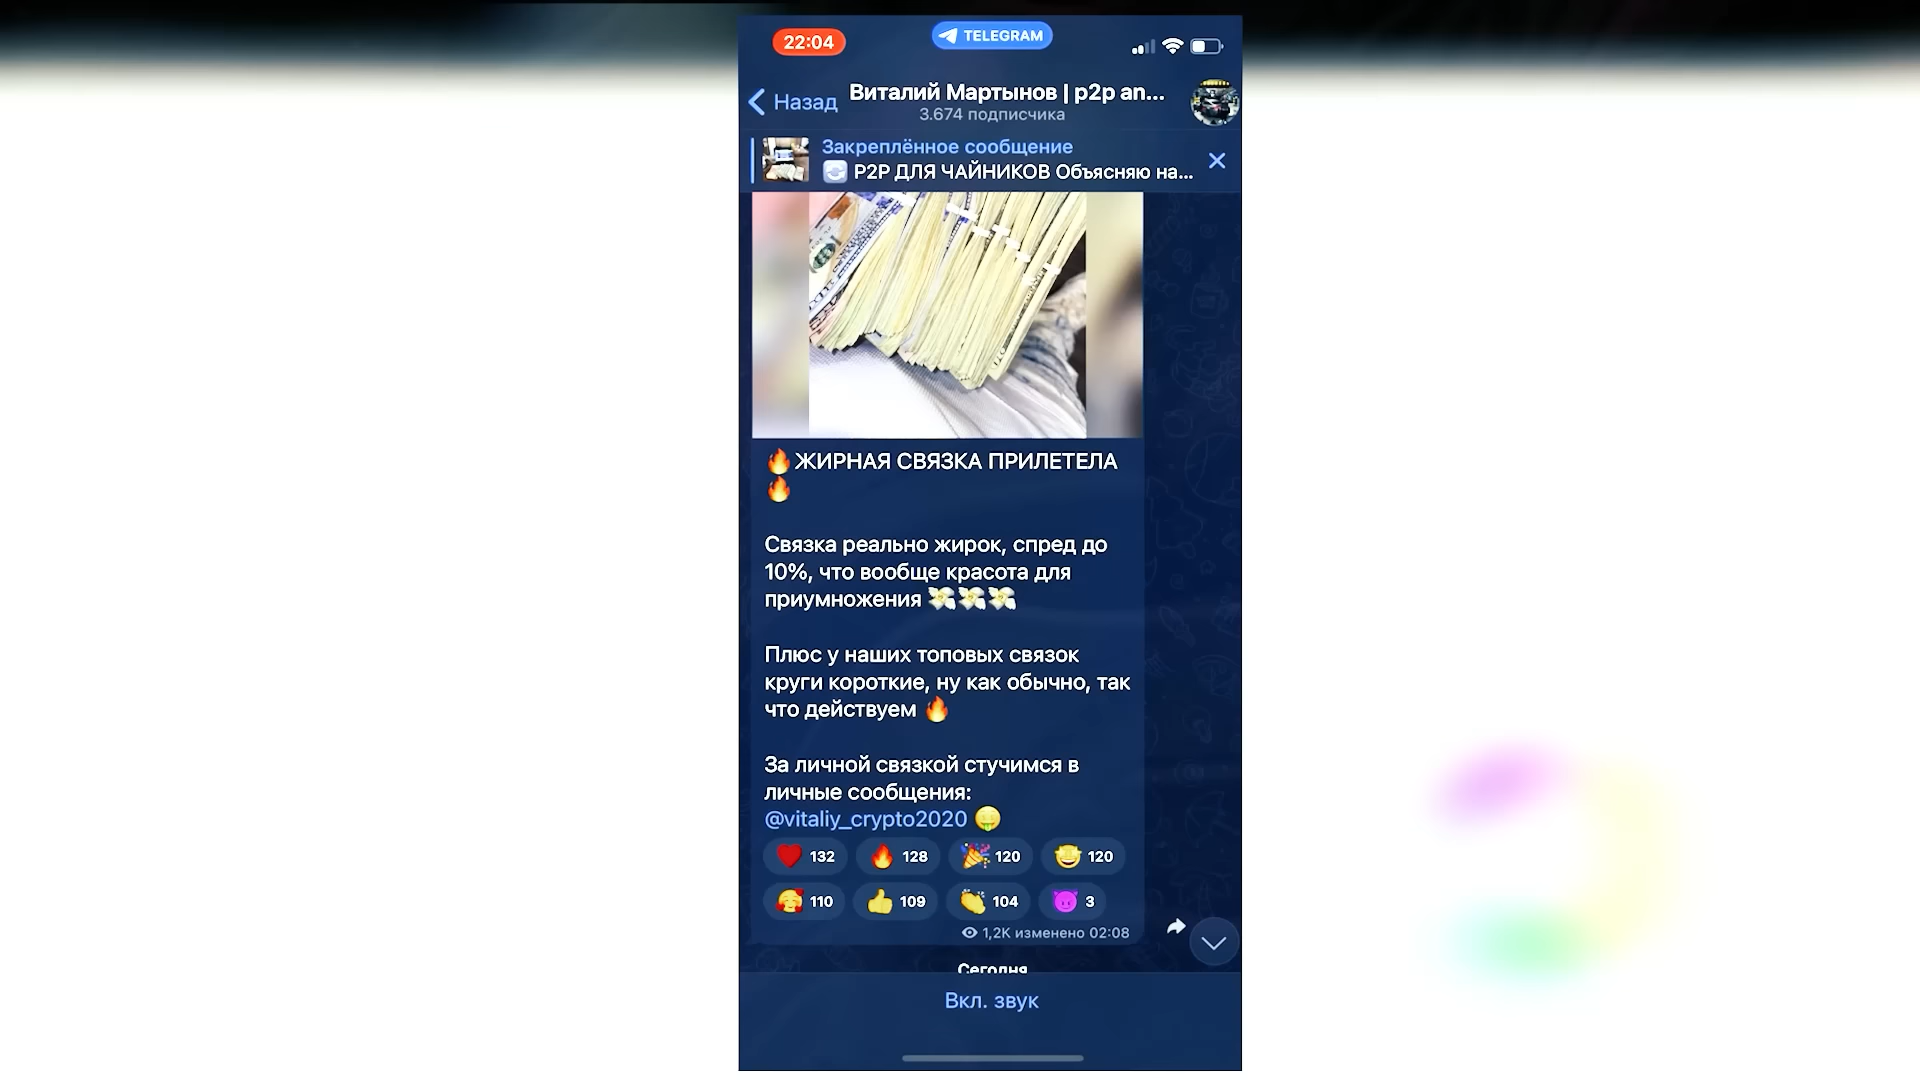 22:04
TELEGRAM
Назад
Виталий Мартынов | p2p an...
3.674 подписчика
Закреплённое сообщение
🔄 P2P ДЛЯ ЧАЙНИКОВ Объясняю на...
🔥ЖИРНАЯ СВЯЗКА ПРИЛЕТЕЛА
🔥
Связка реально жирок, спред до
10%, что вообще красота для
приумножения 💸💸💸
Плюс у наших топовых связок
круги короткие, ну как обычно, так
что действуем 🔥
За личной связкой стучимся в
личные сообщения:
@vitaliy_crypto2020 🤑
❤️ 132 🔥 128 🎉 120 🤩 120
🥰 110 👍 109 👏 104 😈 3
1,2K изменено 02:08
Сегодня
Вкл. звук